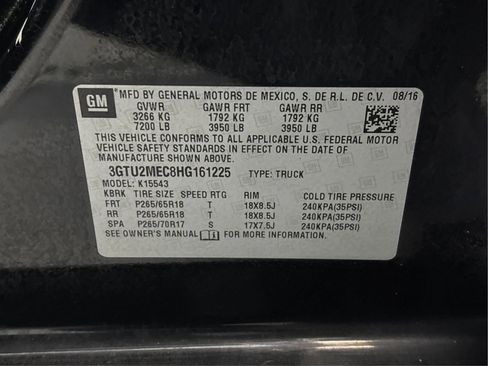 GM
MFD BY GENERAL MOTORS DE MEXICO, S. DE R.L. DE C.V. 08/16
GVWR GAWR FRT GAWR RR
3266 KG 1792 KG 1792 KG
7200 LB 3950 LB 3950 LB
THIS VEHICLE CONFORMS TO ALL APPLICABLE U.S. FEDERAL MOTOR
VEHICLE SAFETY STANDARDS IN EFFECT ON THE DATE OF
MANUFACTURE SHOWN ABOVE.
3GTU2MEC8HG161225 TYPE: TRUCK
MODEL: K15543
KBRK TIRE SIZE SPEED RTG RIM COLD TIRE PRESSURE
FRT P265/65R18 T 18X8.5J 240KPA(35PSI)
RR P265/65R18 T 18X8.5J 240KPA(35PSI)
SPA P265/70R17 S 17X7.5J 240KPA(35PSI)
SEE OWNER'S MANUAL FOR MORE INFORMATION.